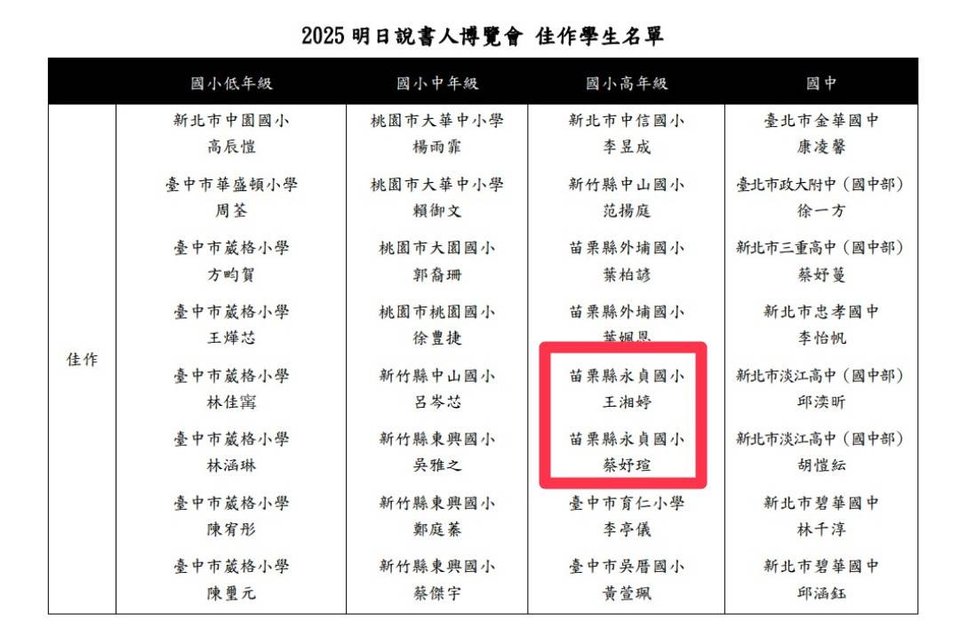 2025 明日說書人博覽會 佳作學生名單
國小低年級 國小中年級 國小高年級 國中
佳作
新北市中園國小 桃園市大華中小學 新北市中信國小 臺北市金華國中
高辰愷 楊雨霏 李昱成 康凌馨
臺中市華盛頓小學 桃園市大華中小學 新竹縣中山國小 臺北市政大附中（國中部）
周荃 賴御文 范揚庭 徐一方
臺中市葳格小學 桃園市大園國小 苗栗縣外埔國小 新北市三重高中（國中部）
方畇賀 郭裔珊 葉柏諺 蔡妤蔓
臺中市葳格小學 桃園市桃園國小 苗栗縣外埔國小 新北市忠孝國中
王燁芯 徐豊捷 葉姵恩 李怡帆
臺中市葳格小學 新竹縣中山國小 苗栗縣永貞國小 新北市淡江高中（國中部）
林佳寗 呂岑芯 王湘婷 邱渶昕
臺中市葳格小學 新竹縣東興國小 苗栗縣永貞國小 新北市淡江高中（國中部）
林涵琳 吳雅之 蔡妤瑄 胡愷紜
臺中市葳格小學 新竹縣東興國小 臺中市育仁小學 新北市碧華國中
陳宥彤 鄭庭蓁 李亭儀 林千淳
臺中市葳格小學 新竹縣東興國小 臺中市吳厝國小 新北市碧華國中
陳璽元 蔡傑宇 黃萱珮 邱涵鈺